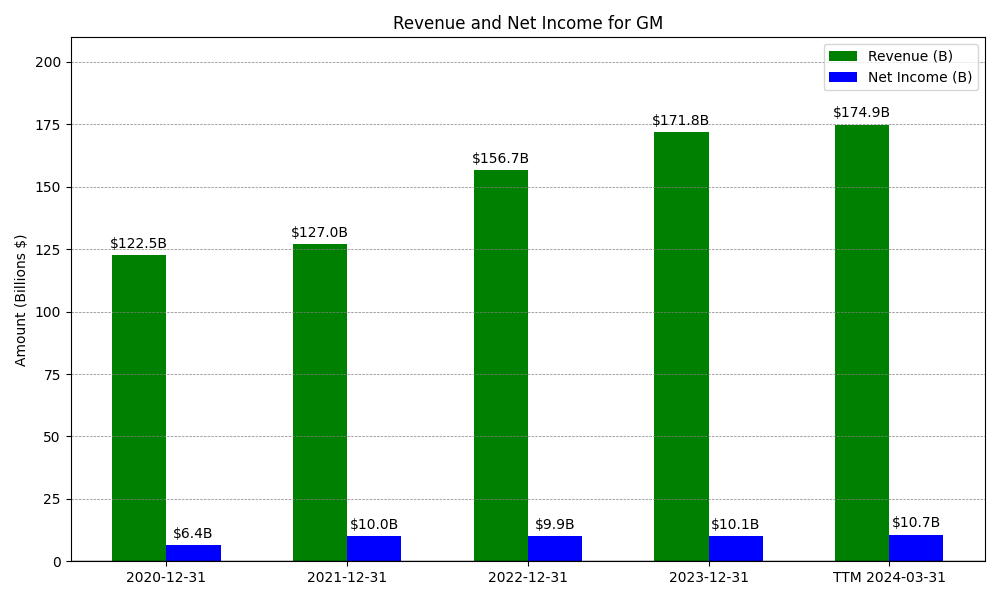 Revenue and Net Income for GM
Revenue (B)
Net Income (B)
Amount (Billions $)
200
175
150
125
100
75
50
25
0
$122.5B
$127.0B
$156.7B
$171.8B
$174.9B
$6.4B
$10.0B
$9.9B
$10.1B
$10.7B
2020-12-31
2021-12-31
2022-12-31
2023-12-31
TTM 2024-03-31